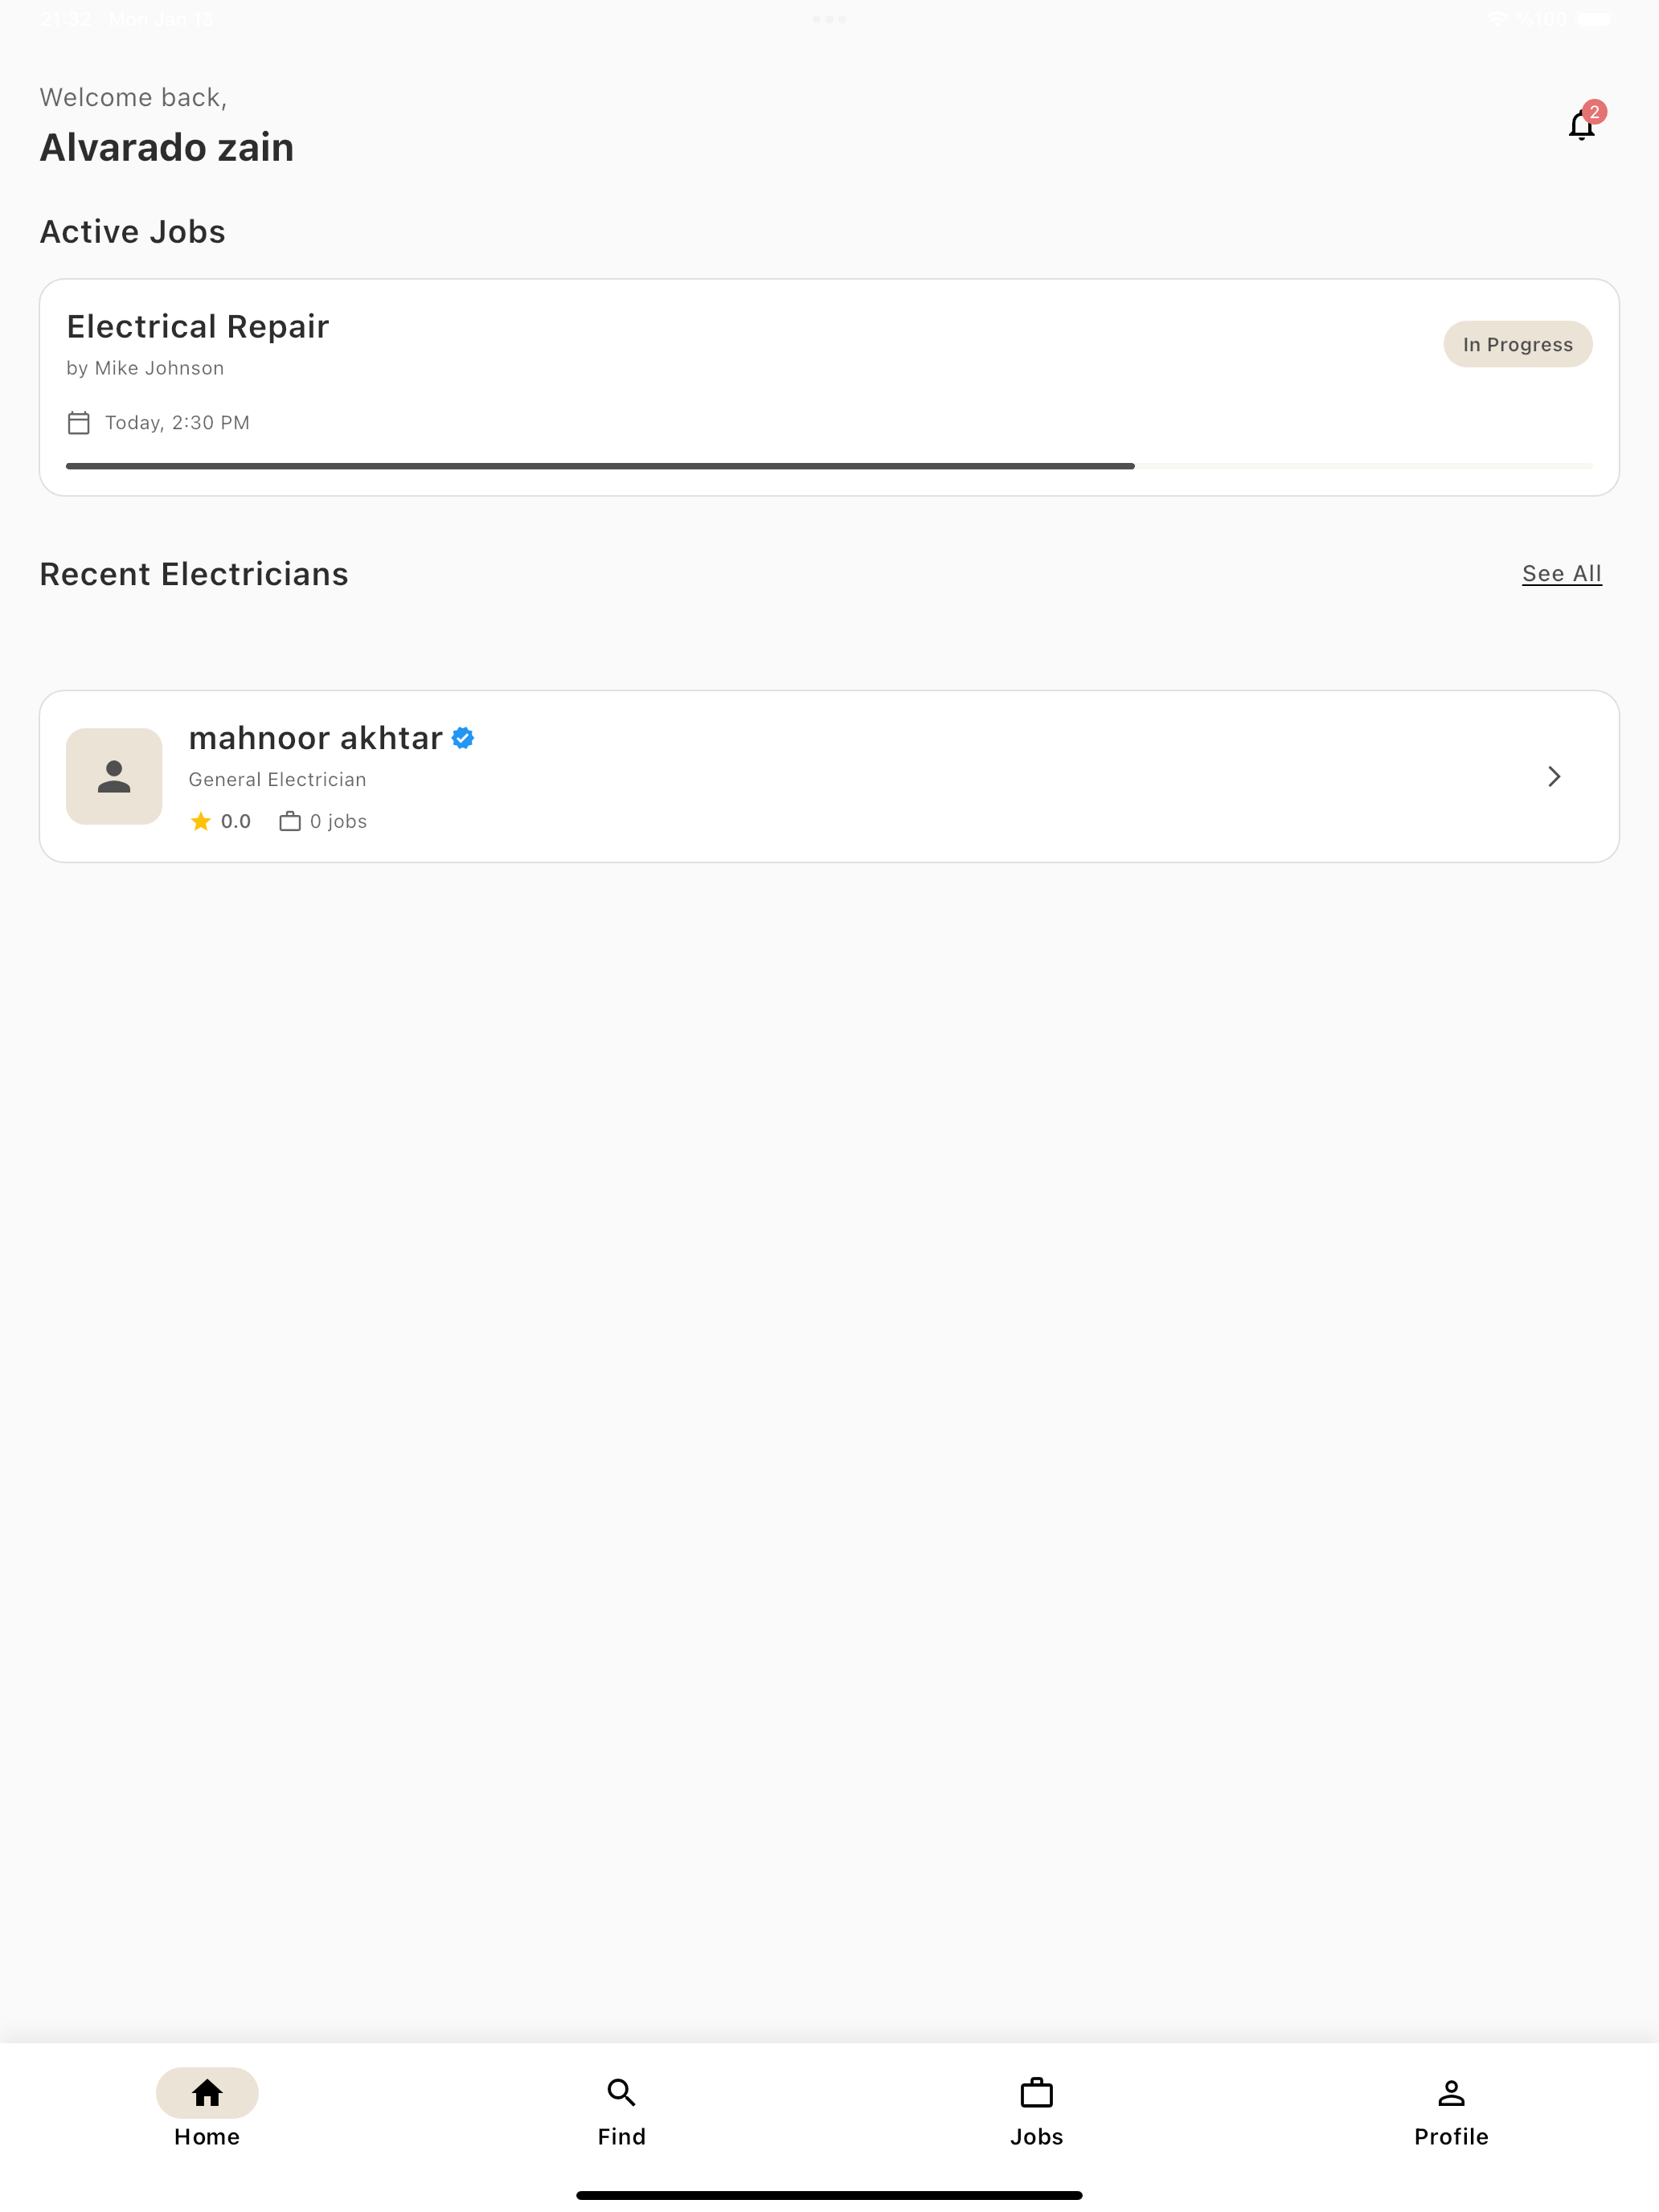 21:32 Mon Jan 13
%100
Welcome back,
Alvarado zain
2
Active Jobs
Electrical Repair
by Mike Johnson
In Progress
Today, 2:30 PM
Recent Electricians
See All
mahnoor akhtar
General Electrician
0.0
0 jobs
Home
Find
Jobs
Profile